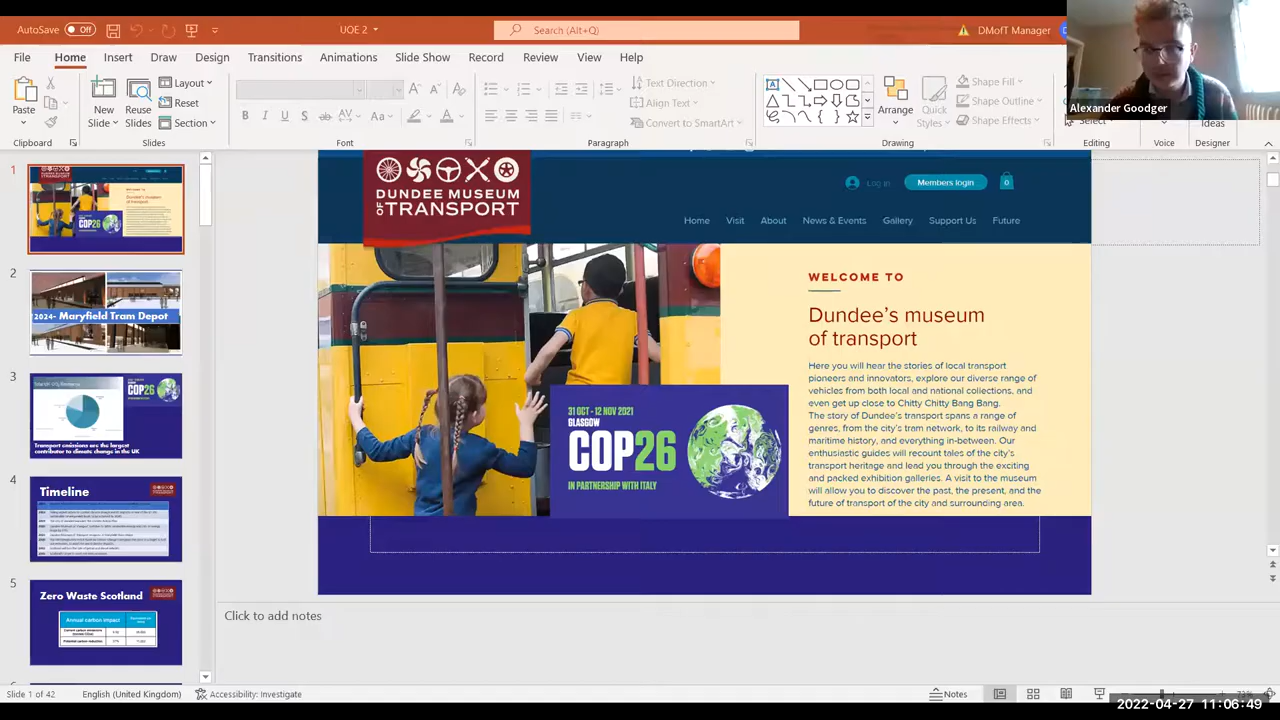 AutoSave Off
UOE 2
Search (Alt+Q)
DMofT Manager
File Home Insert Draw Design Transitions Animations Slide Show Record Review View Help
Alexander Goodger
Paste
New Slide
Reuse Slides
Layout
Reset
Section
Text Direction
Align Text
Convert to SmartArt
Arrange
Quick Styles
Shape Fill
Shape Outline
Shape Effects
Select
Ideas
Clipboard
Slides
Font
Paragraph
Drawing
Voice
Designer
1
2
2024- Maryfield Tram Depot
3
COP26
Transport emissions are the largest
contributor to climate change in the UK
4
Timeline
5
Zero Waste Scotland
Annual carbon impact
DUNDEE MUSEUM
OF TRANSPORT
Log in
Members login
0
Home Visit About News & Events Gallery Support Us Future
WELCOME TO
Dundee's museum
of transport
Here you will hear the stories of local transport
pioneers and innovators, explore our diverse range of
vehicles from both local and national collections, and
even get up close to Chitty Chitty Bang Bang.
The story of Dundee's transport spans a range of
genres, from the city's tram network, to its railway and
maritime history, and everything in-between. Our
enthusiastic guides will recount tales of the city's
transport heritage and lead you through the exciting
and packed exhibition galleries. A visit to the museum
will allow you to discover the past, the present, and the
future of transport of the city and surrounding area.
31 OCT - 12 NOV 2021
GLASGOW
COP26
IN PARTNERSHIP WITH ITALY
Click to add notes
Slide 1 of 42
English (United Kingdom)
Accessibility: Investigate
Notes
2022-04-27 11:06:49